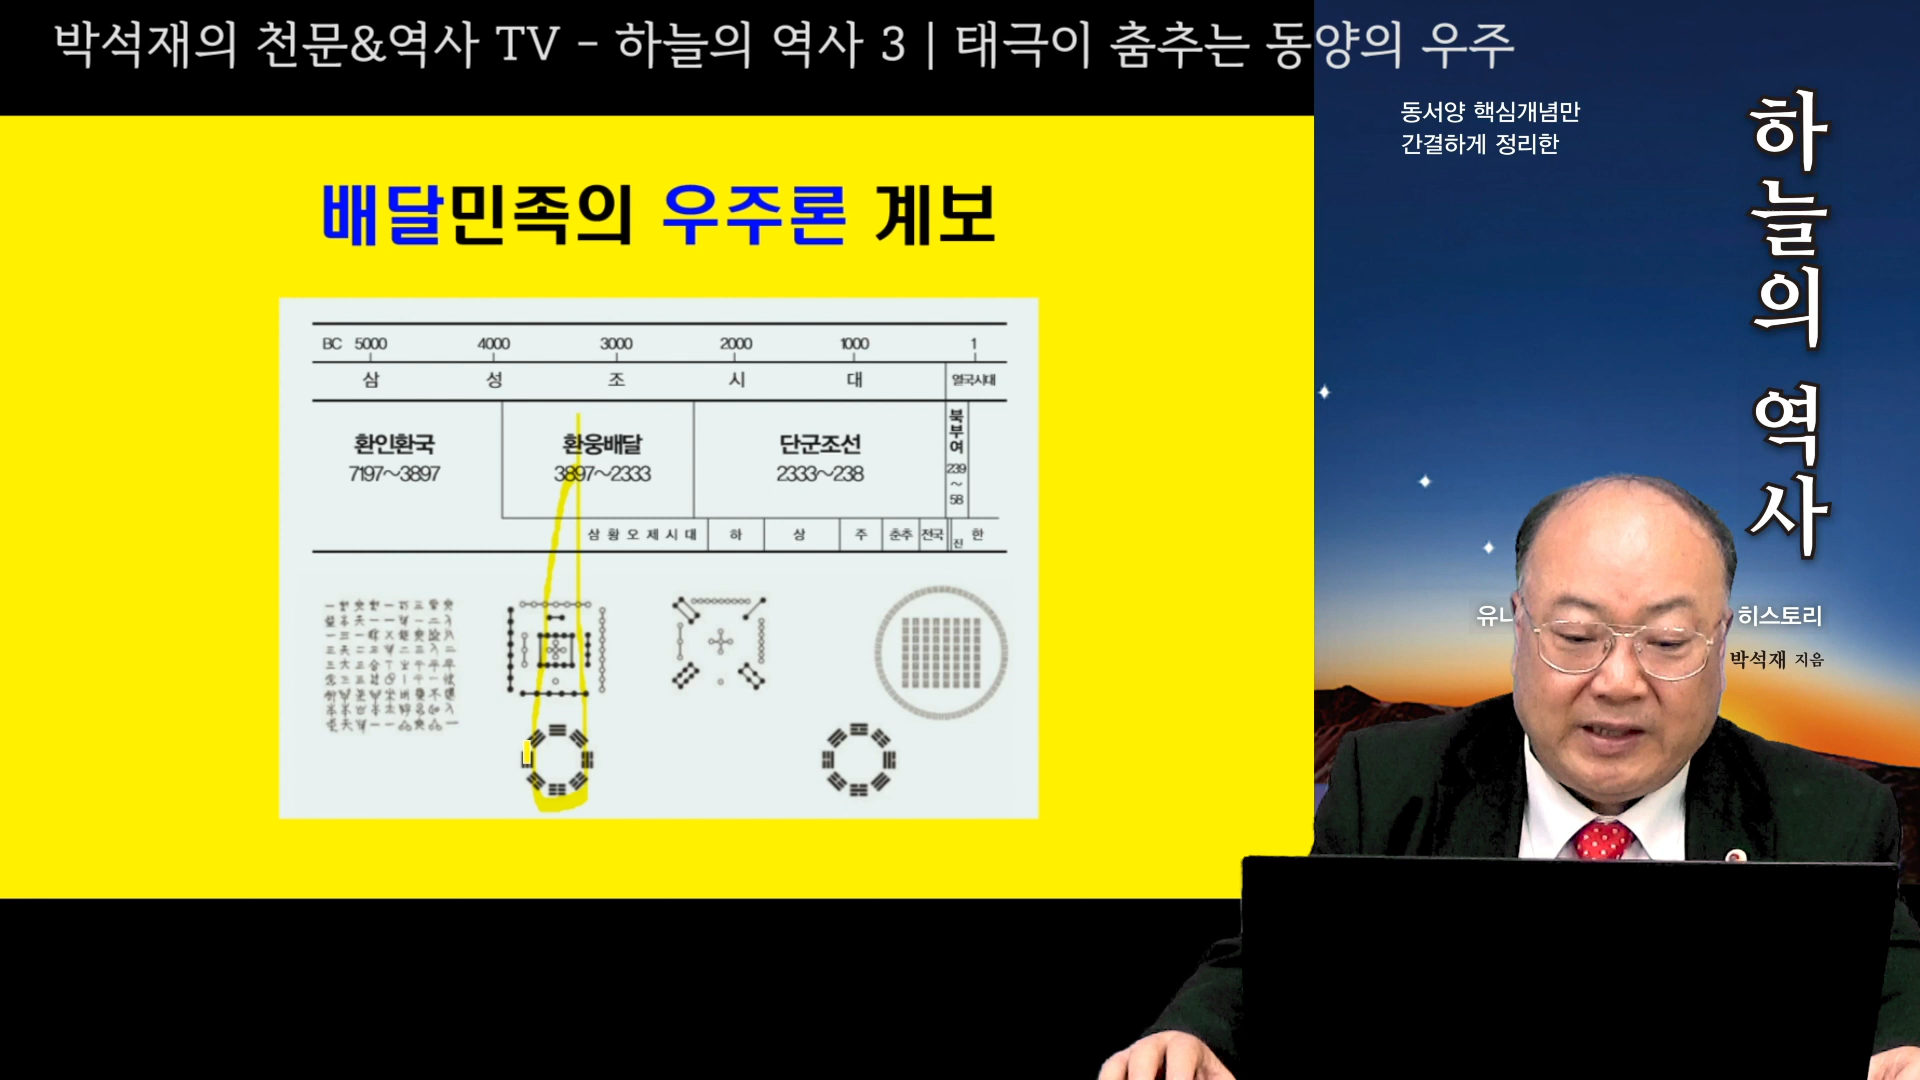 박석재의 천문&역사 TV - 하늘의 역사 3 | 태극이 춤추는 동양의 우주
동서양 핵심개념만
간결하게 정리한
하늘의 역사
히스토리
박석재 지음
배달민족의 우주론 계보
BC 5000 4000 3000 2000 1000 1
삼 성 조 시 대 열국시대
환인환국 환웅배달 단군조선 북부여
7197~3897 3897~2333 2333~238 239~58
삼황오제시대 하 상 주 춘추 전국 진 한